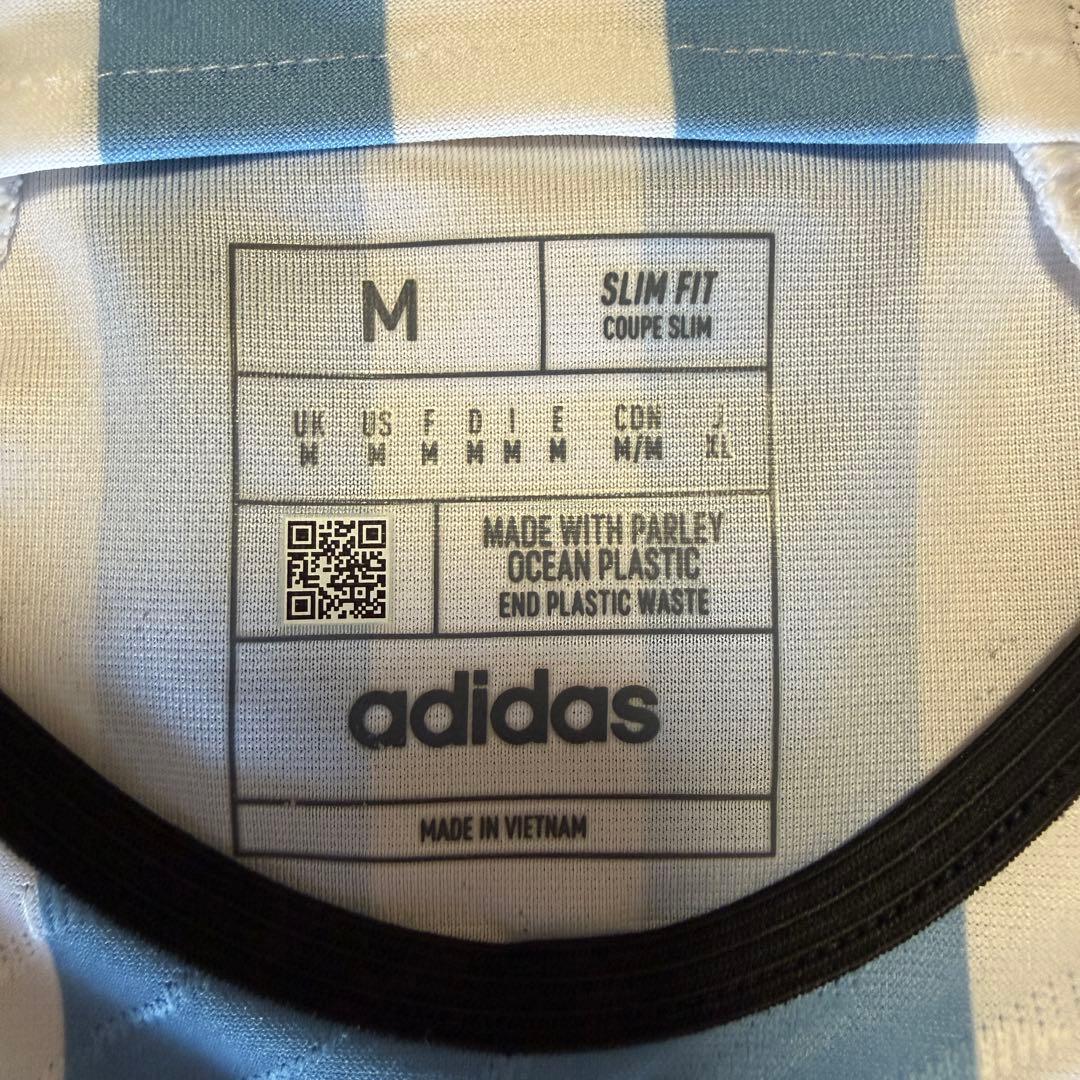 M
SLIM FIT
COUPE SLIM
UK US F D I E CDN J
M M M M M M M/M XL
MADE WITH PARLEY
OCEAN PLASTIC
END PLASTIC WASTE
adidas
MADE IN VIETNAM